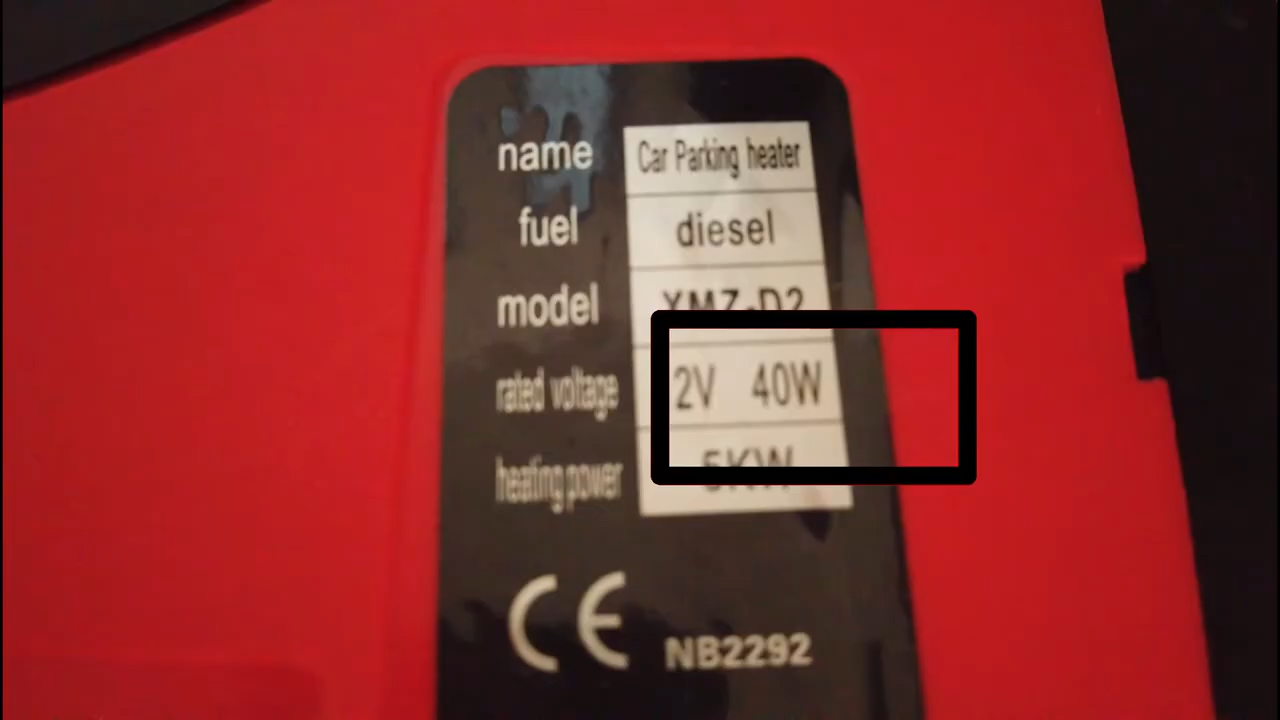 name Car Parking heater
fuel diesel
model XMZ-D2
rated voltage 2V 40W
heating power 5KW
CE NB2292